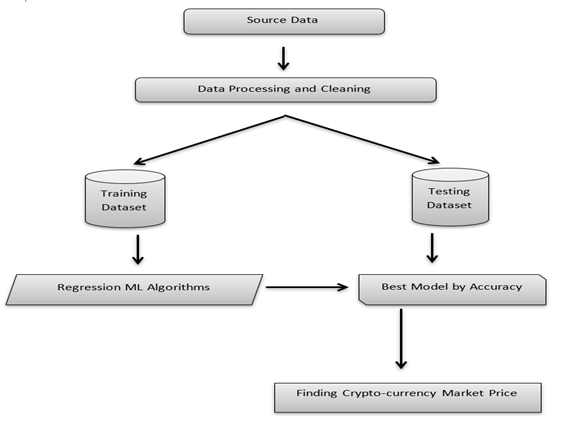 Source Data
Data Processing and Cleaning
Training
Dataset
Testing
Dataset
Regression ML Algorithms
Best Model by Accuracy
Finding Crypto-currency Market Price